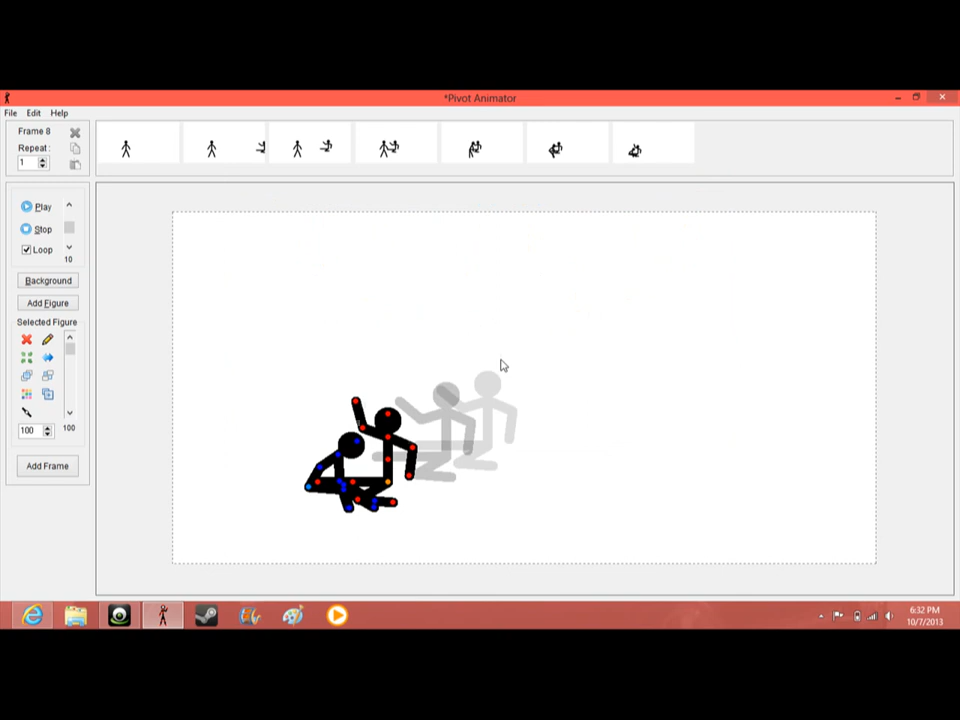 *Pivot Animator
File Edit Help
Frame 8
Repeat :
1
Play
Stop
Loop
10
Background
Add Figure
Selected Figure
100
100
Add Frame
6:32 PM
10/7/2013